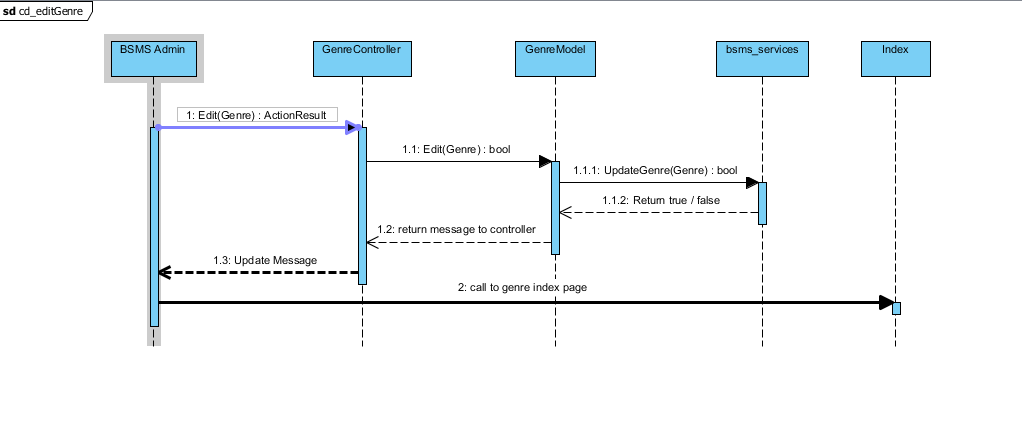 sd cd_editGenre
BSMS Admin
GenreController
GenreModel
bsms_services
Index
1: Edit(Genre) : ActionResult
1.1: Edit(Genre) : bool
1.1.1: UpdateGenre(Genre) : bool
1.1.2: Return true / false
1.2: return message to controller
1.3: Update Message
2: call to genre index page